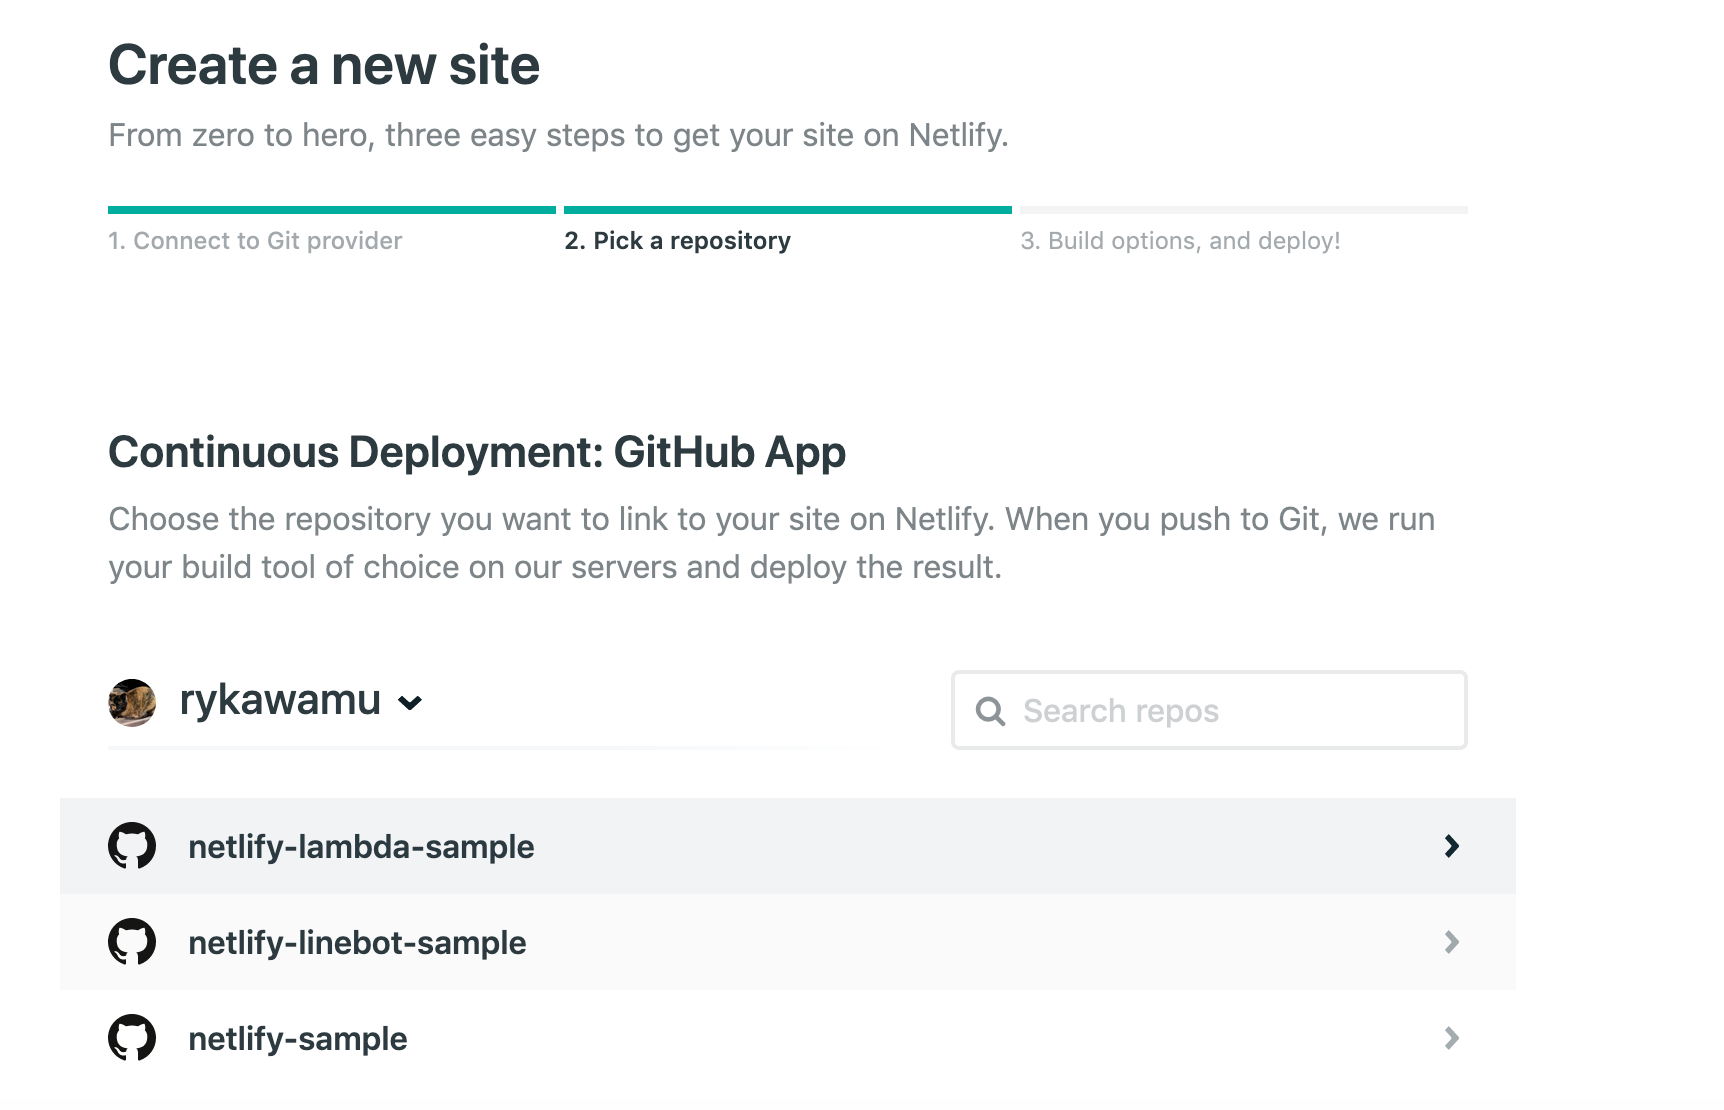 Create a new site
From zero to hero, three easy steps to get your site on Netlify.
1. Connect to Git provider
2. Pick a repository
3. Build options, and deploy!
Continuous Deployment: GitHub App
Choose the repository you want to link to your site on Netlify. When you push to Git, we run
your build tool of choice on our servers and deploy the result.
rykawamu
Search repos
netlify-lambda-sample
netlify-linebot-sample
netlify-sample